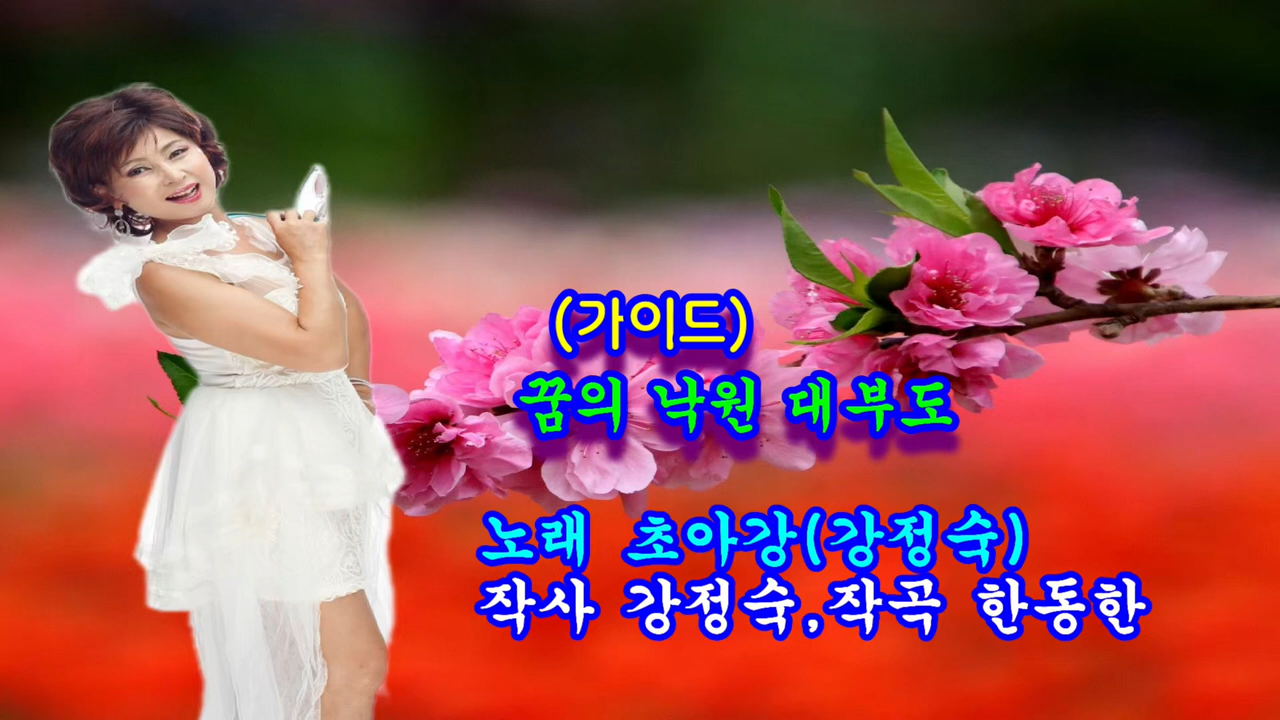 (가이드)
꿈의 낙원 대부도
노래 초아강(강정숙)
작사 강정숙,작곡 한동한